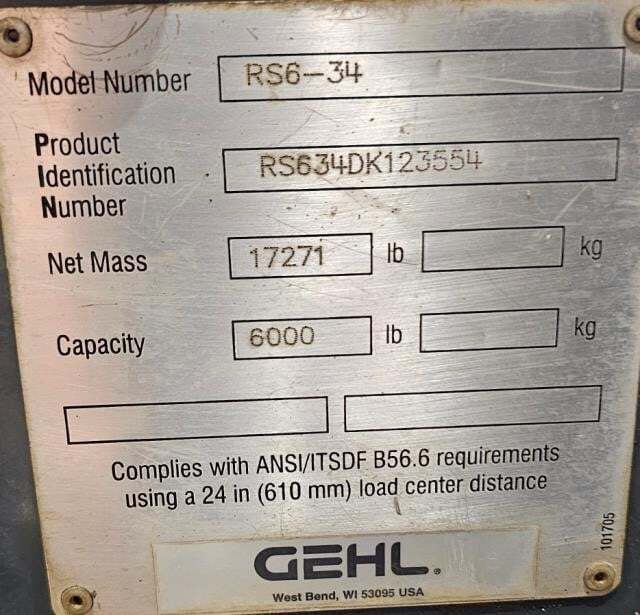 Model Number RS6-34
Product
Identification RS634DK123554
Number
Net Mass 17271 lb kg
Capacity 6000 lb kg
Complies with ANSI/ITSDF B56.6 requirements
using a 24 in (610 mm) load center distance
101705
GEHL®
West Bend, WI 53095 USA